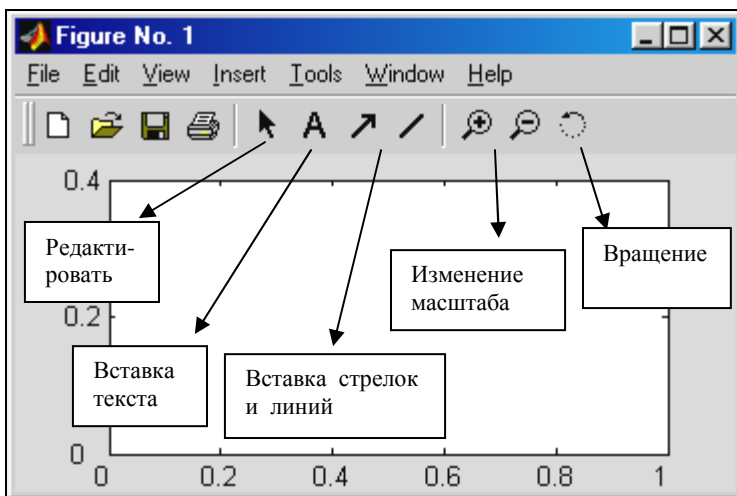 Figure No. 1
File Edit View Insert Tools Window Help
A
0.4
Редакти-
ровать
Изменение
масштаба
Вращение
0.2
Вставка
текста
Вставка стрелок
и линий
0
0 0.2 0.4 0.6 0.8 1